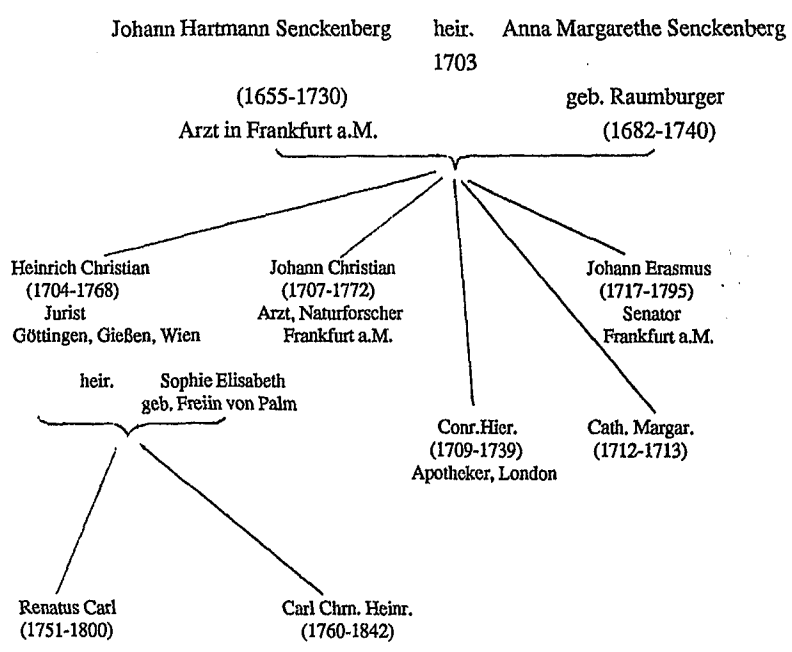 Johann Hartmann Senckenberg heir. Anna Margarethe Senckenberg
1703
(1655-1730) geb. Raumburger
Arzt in Frankfurt a.M. (1682-1740)
Heinrich Christian
(1704-1768)
Jurist
Göttingen, Gießen, Wien
Johann Christian
(1707-1772)
Arzt, Naturforscher
Frankfurt a.M.
Johann Erasmus
(1717-1795)
Senator
Frankfurt a.M.
heir. Sophie Elisabeth
geb. Freiin von Palm
Conr.Hier.
(1709-1739)
Apotheker, London
Cath. Margar.
(1712-1713)
Renatus Carl
(1751-1800)
Carl Chrn. Heinr.
(1760-1842)